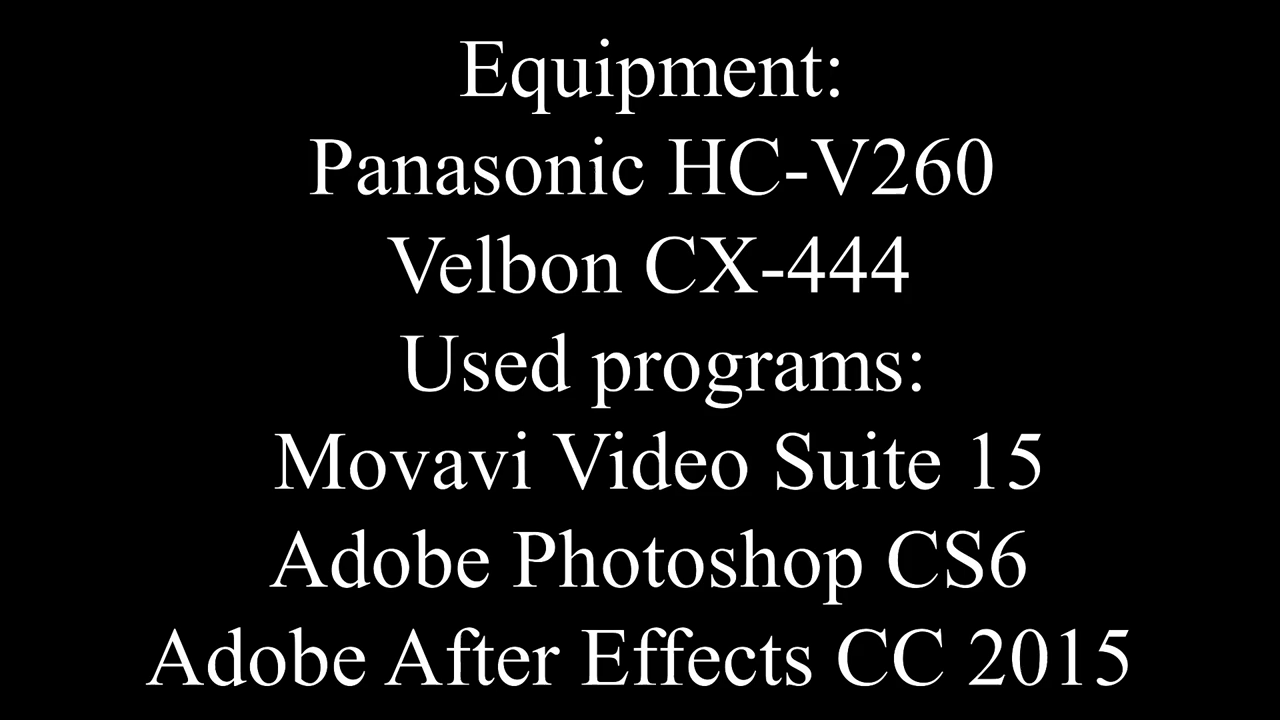 Equipment:
Panasonic HC-V260
Velbon CX-444
Used programs:
Movavi Video Suite 15
Adobe Photoshop CS6
Adobe After Effects CC 2015